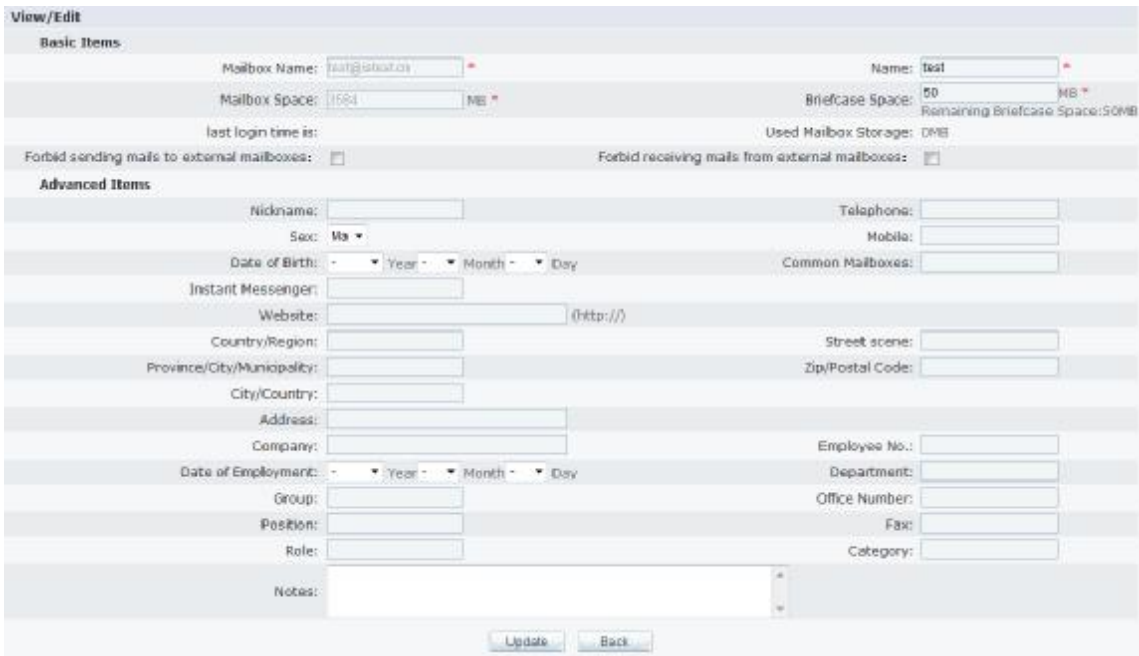 View/Edit
Basic Items
Mailbox Name: * Name: test *
Mailbox Space: 3584 MB * Briefcase Space: 50 MB *
Remaining Briefcase Space:50MB
last login time is: Used Mailbox Storage: 0MB
Forbid sending mails to external mailboxes: Forbid receiving mails from external mailboxes:
Advanced Items
Nickname: Telephone:
Sex: Ma Mobile:
Date of Birth: - Year - Month - Day Common Mailboxes:
Instant Messenger:
Website: (http://)
Country/Region: Street scene:
Province/City/Municipality: Zip/Postal Code:
City/Country:
Address:
Company: Employee No.:
Date of Employment: - Year - Month - Day Department:
Group: Office Number:
Position: Fax:
Role: Category:
Notes:
Update Back